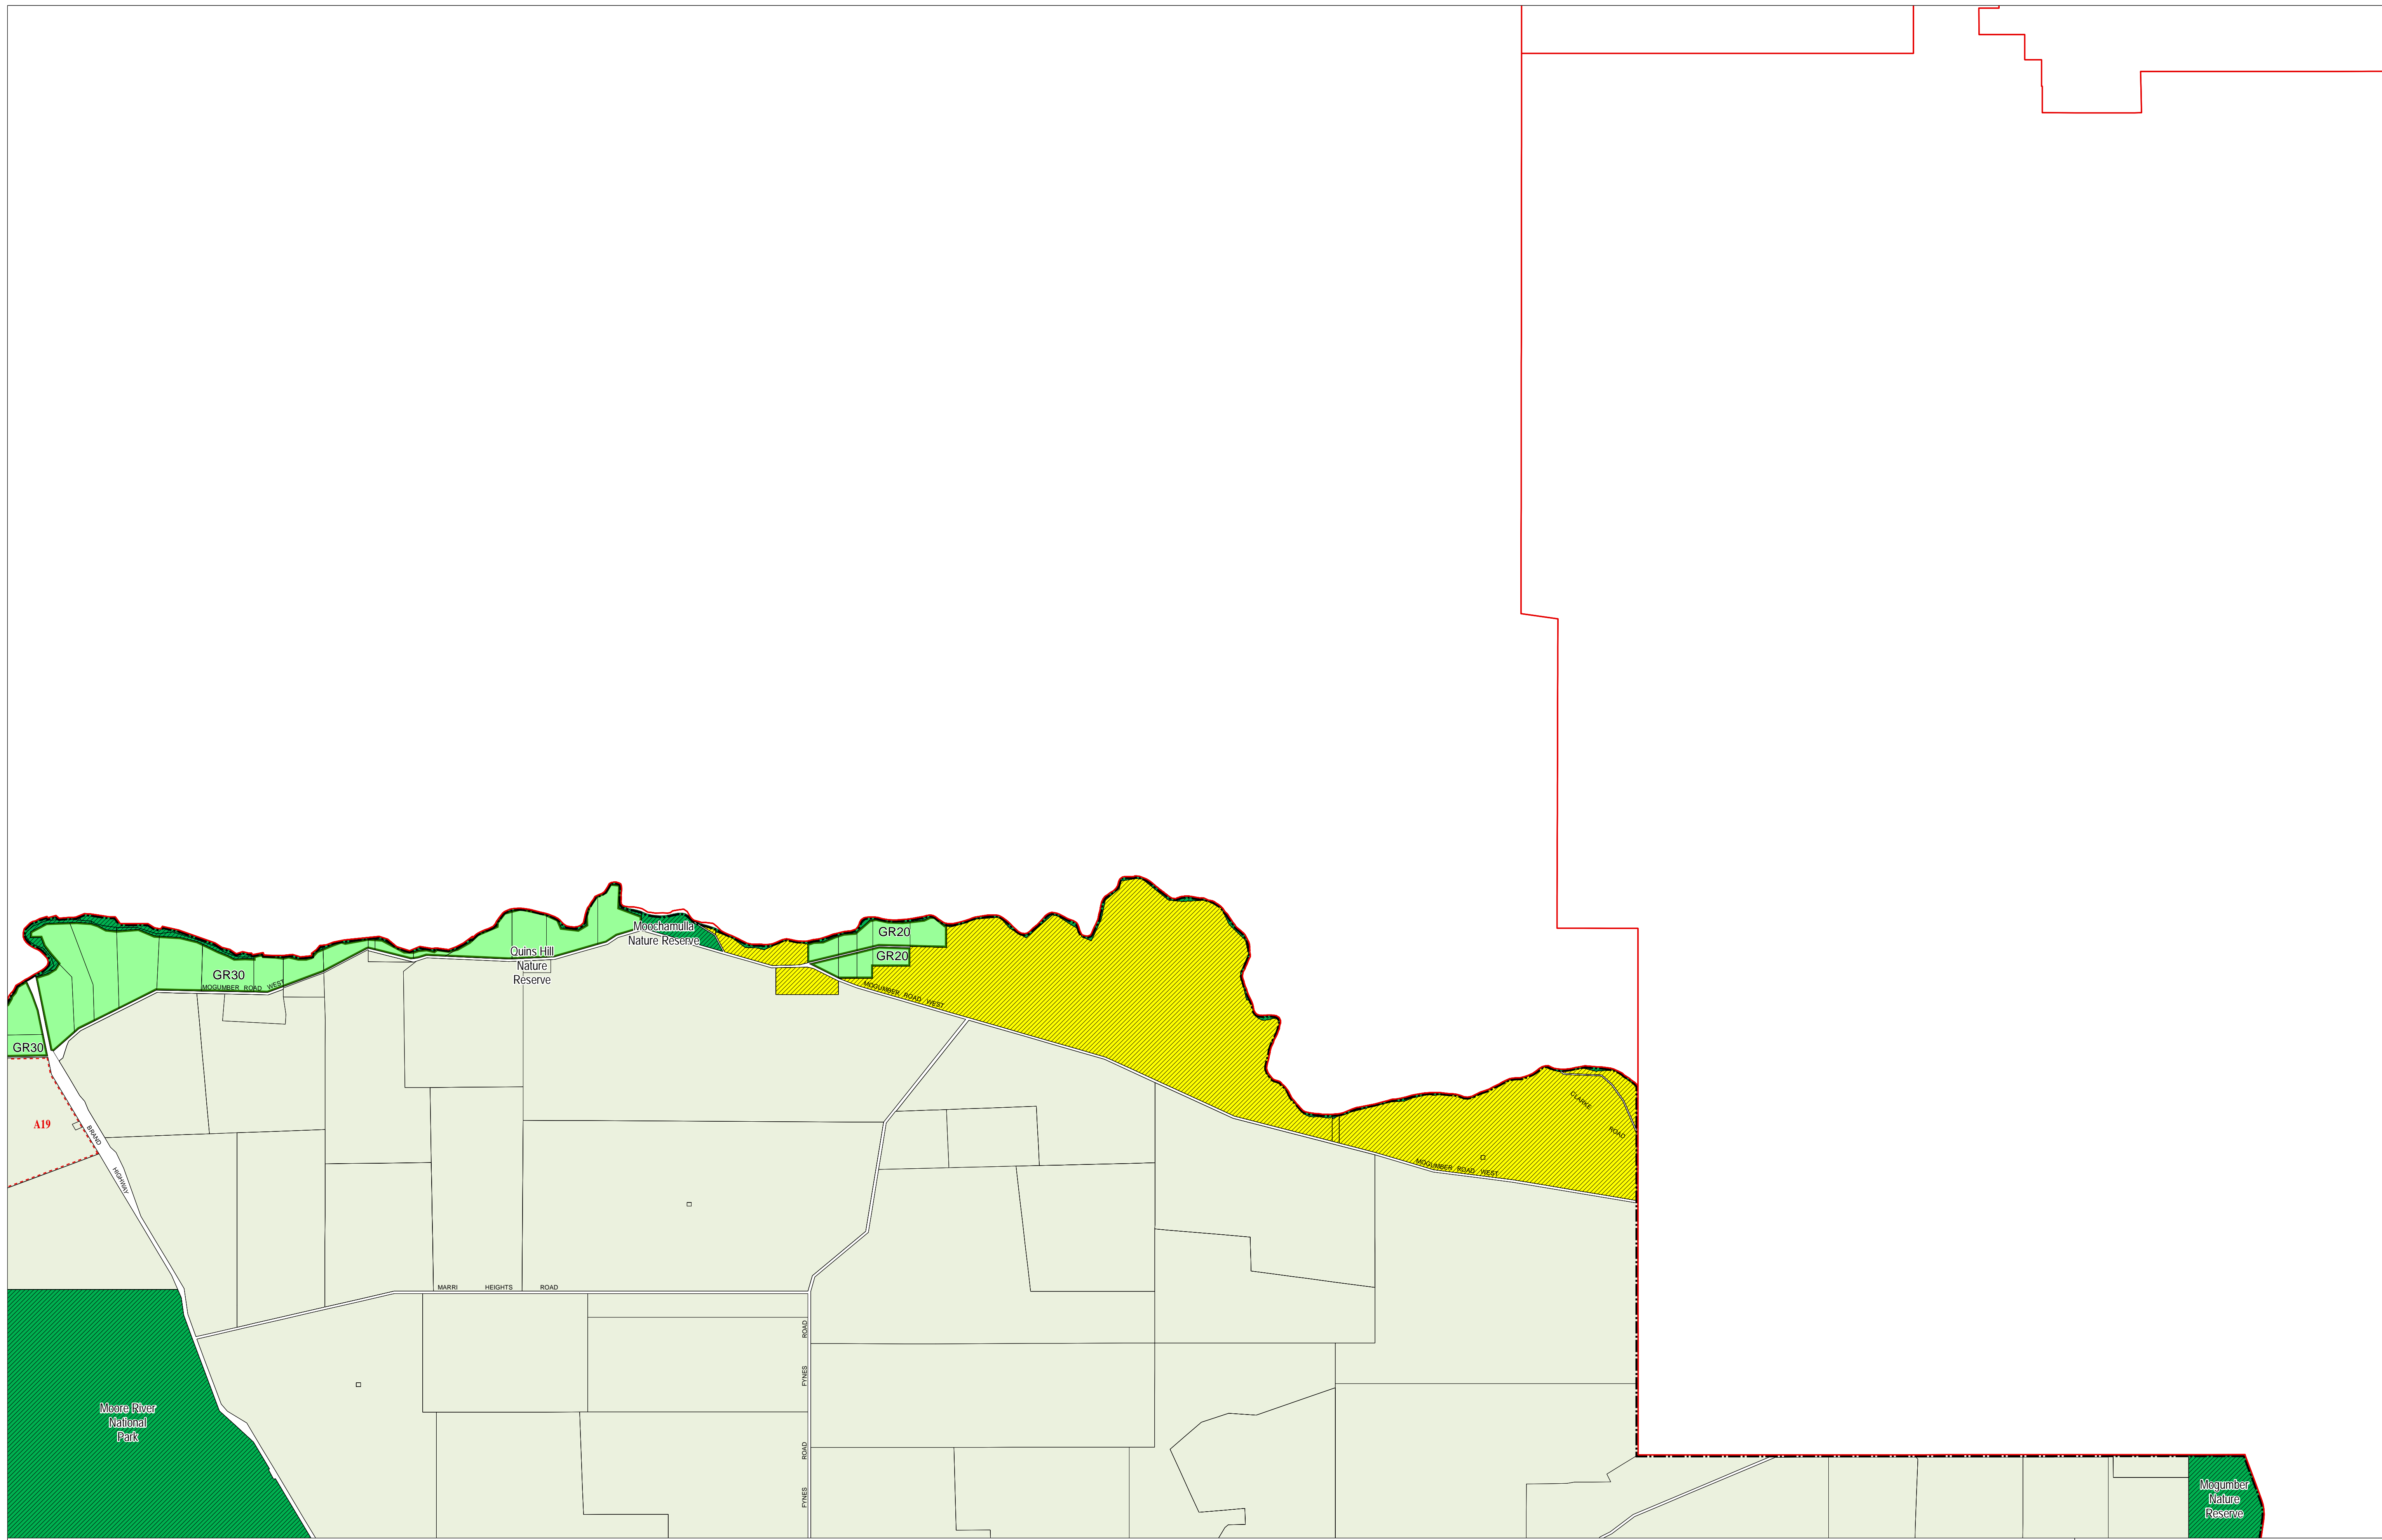 GR20
Moochamulla
Nature Reserve
GR20
Quins Hill
Nature
Reserve
GR30
MOGUMBER ROAD WEST
MOGUMBER ROAD WEST
GR30
CLARKE
ROAD
A19
BRAND
HIGHWAY
MOGUMBER ROAD WEST
MARRI HEIGHTS ROAD
ROAD
FYNES
Moore River
National
Park
ROAD
FYNES
Mogumber
Nature
Reserve